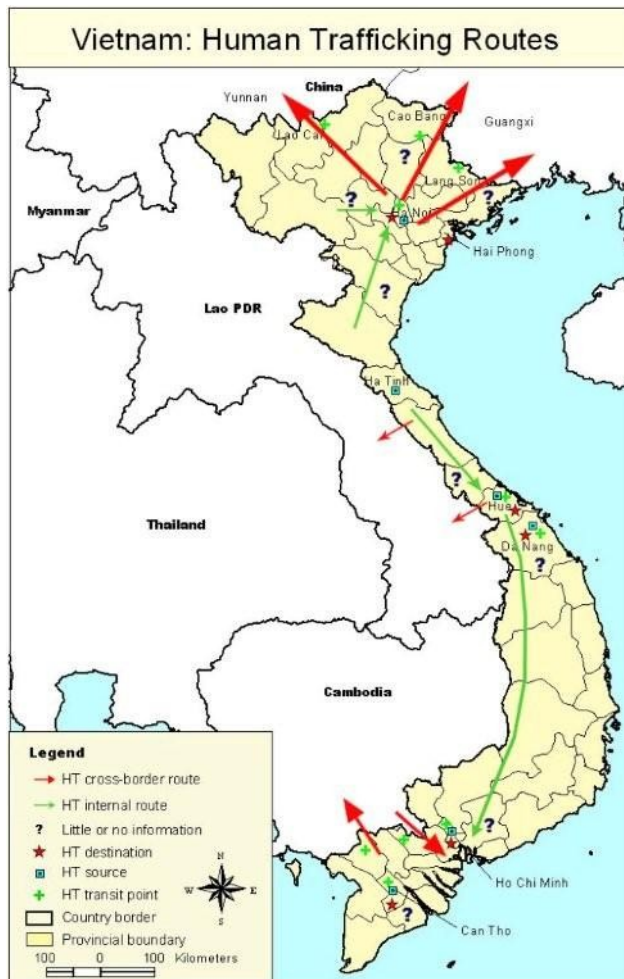 Vietnam: Human Trafficking Routes
China
Yunnan
Cao Bang
Guangxi
Lao Cai
Lang Son
?
?
?
Myanmar
Ha Noi
Hai Phong
?
Lao PDR
Ha Tinh
?
Hue
Thailand
Da Nang
?
Cambodia
Legend
HT cross-border route
HT internal route
? Little or no information
HT destination
HT source
HT transit point
Country border
Provincial boundary
100 0 100 Kilometers
N
W E
S
?
Ho Chi Minh
Can Tho
?